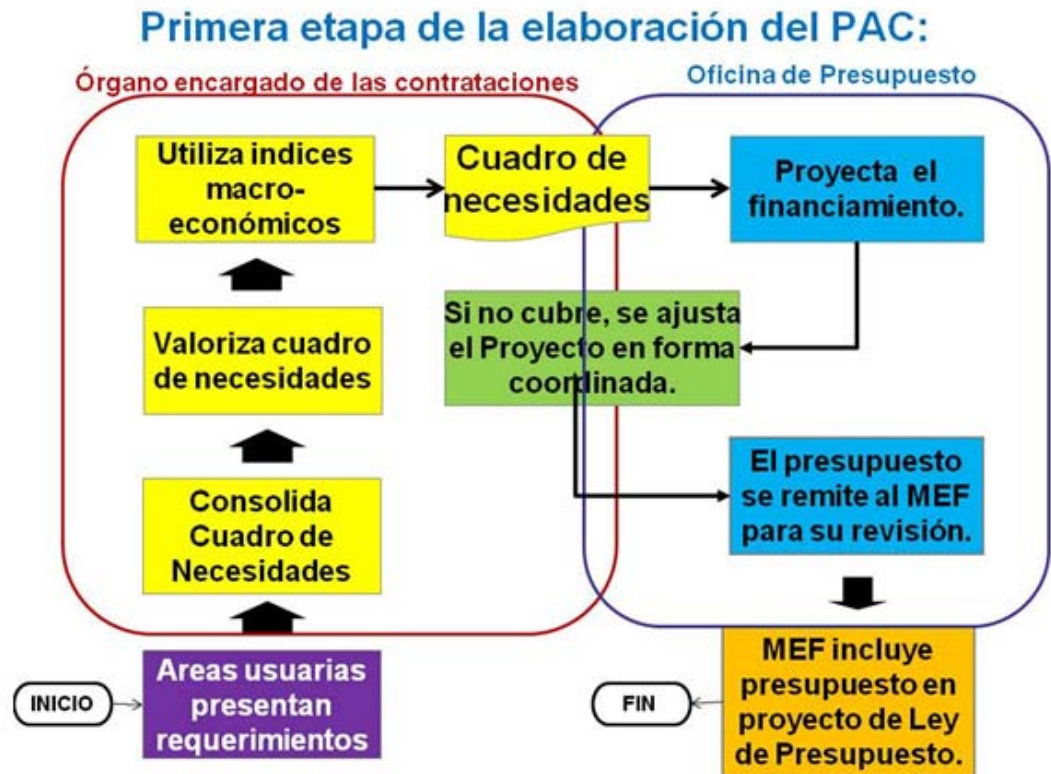 Primera etapa de la elaboración del PAC:
Órgano encargado de las contrataciones
Oficina de Presupuesto
Utiliza indices
macro-
económicos
Cuadro de
necesidades
Proyecta el
financiamiento.
Valoriza cuadro
de necesidades
Si no cubre, se ajusta
el Proyecto en forma
coordinada.
Consolida
Cuadro de
Necesidades
El presupuesto
se remite al MEF
para su revisión.
INICIO
Areas usuarias
presentan
requerimientos
FIN
MEF incluye
presupuesto en
proyecto de Ley
de Presupuesto.